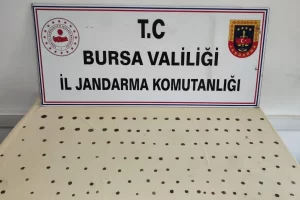 T.C
BURSA VALİLİĞİ
İL JANDARMA KOMUTANLIĞI